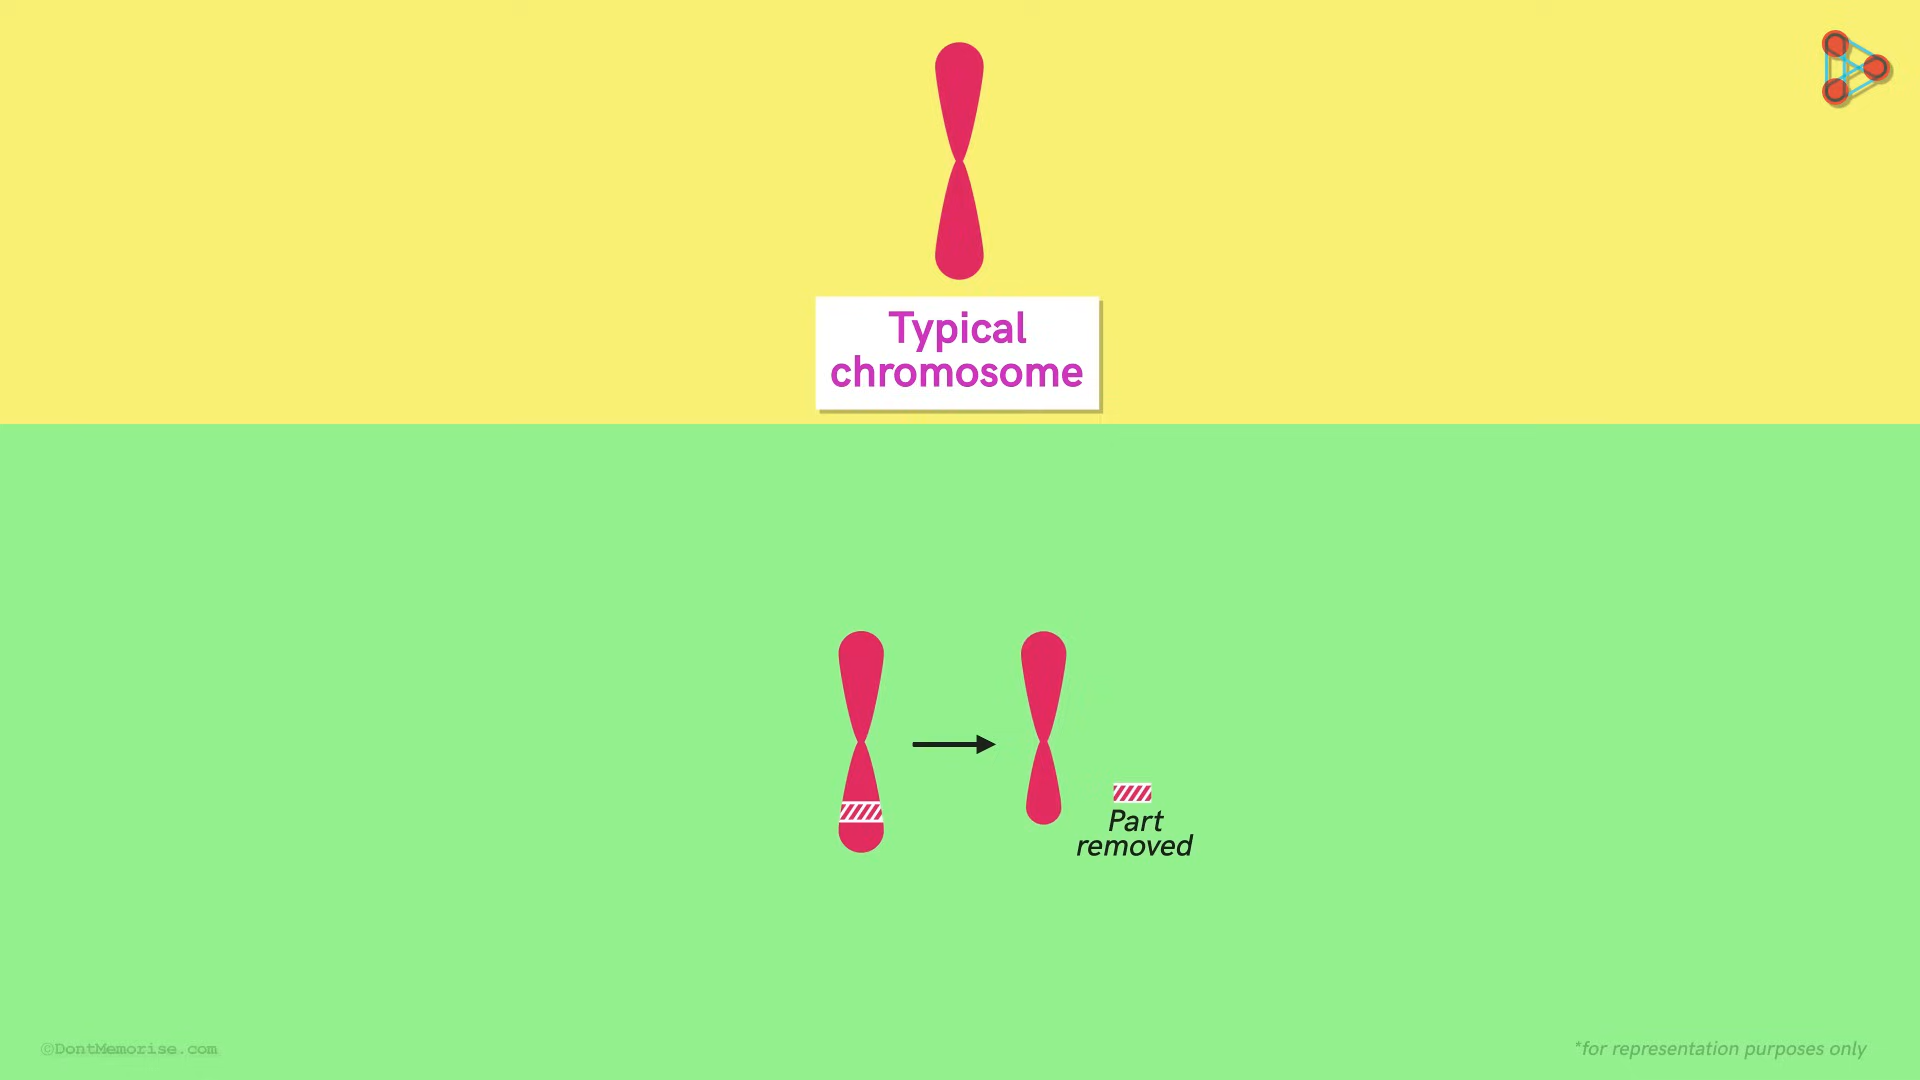 Typical
chromosome
Part
removed
©DontMemorise.com
*for representation purposes only